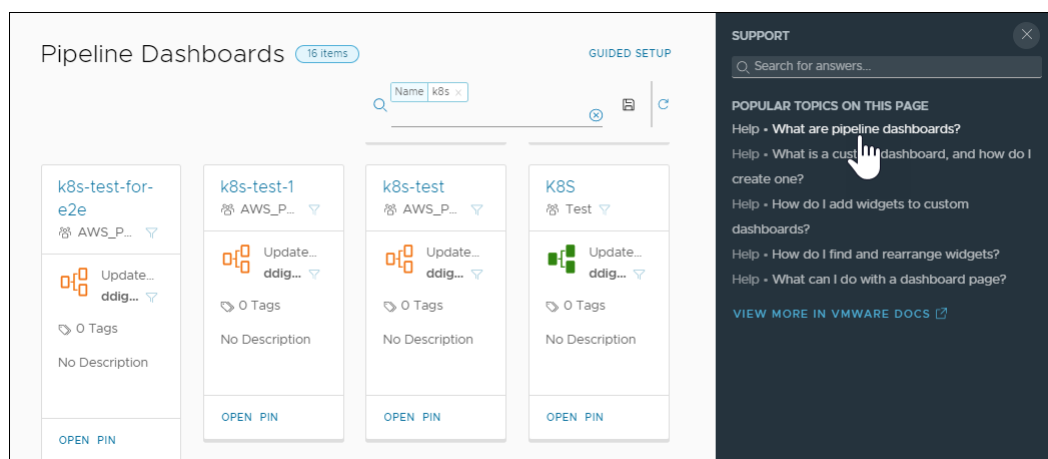 Pipeline Dashboards 16 items
GUIDED SETUP
Name k8s ×
k8s-test-for-
e2e
AWS_P...
Update...
ddig...
0 Tags
No Description
OPEN PIN
k8s-test-1
AWS_P...
Update...
ddig...
0 Tags
No Description
OPEN PIN
k8s-test
AWS_P...
Update...
ddig...
0 Tags
No Description
OPEN PIN
K8S
Test
Update...
ddig...
0 Tags
No Description
OPEN PIN
SUPPORT
Search for answers...
POPULAR TOPICS ON THIS PAGE
Help • What are pipeline dashboards?
Help • What is a dashboard, and how do I
create one?
Help • How do I add widgets to custom
dashboards?
Help • How do I find and rearrange widgets?
Help • What can I do with a dashboard page?
VIEW MORE IN VMWARE DOCS